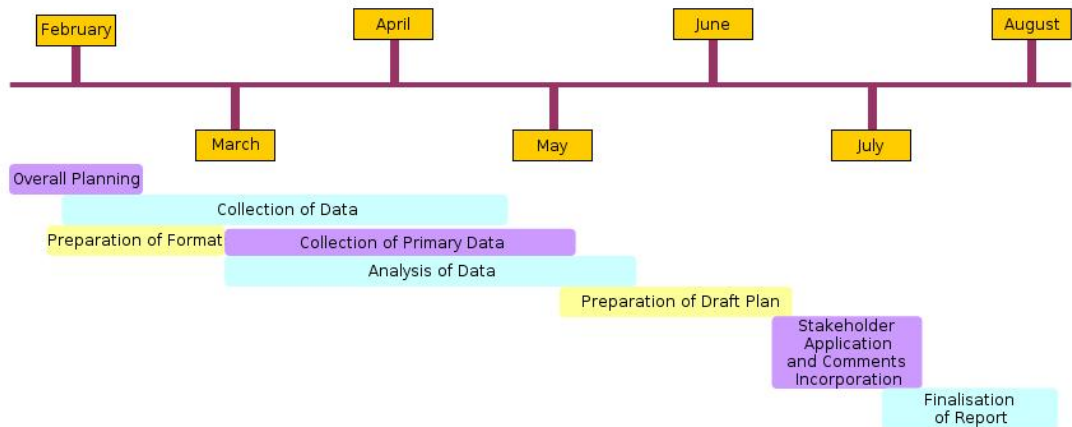 February
April
June
August
March
May
July
Overall Planning
Collection of Data
Preparation of Format
Collection of Primary Data
Analysis of Data
Preparation of Draft Plan
Stakeholder
Application
and Comments
Incorporation
Finalisation
of Report